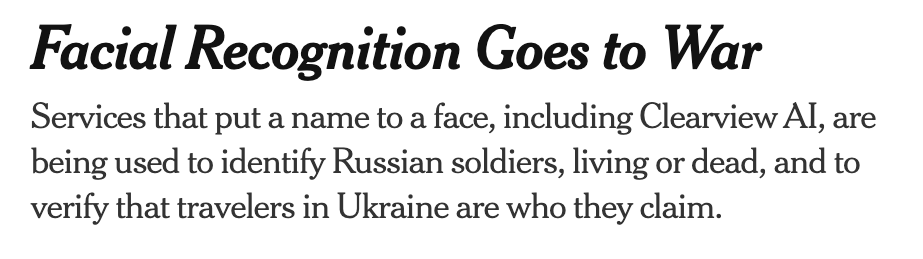 Facial Recognition Goes to War
Services that put a name to a face, including Clearview AI, are
being used to identify Russian soldiers, living or dead, and to
verify that travelers in Ukraine are who they claim.